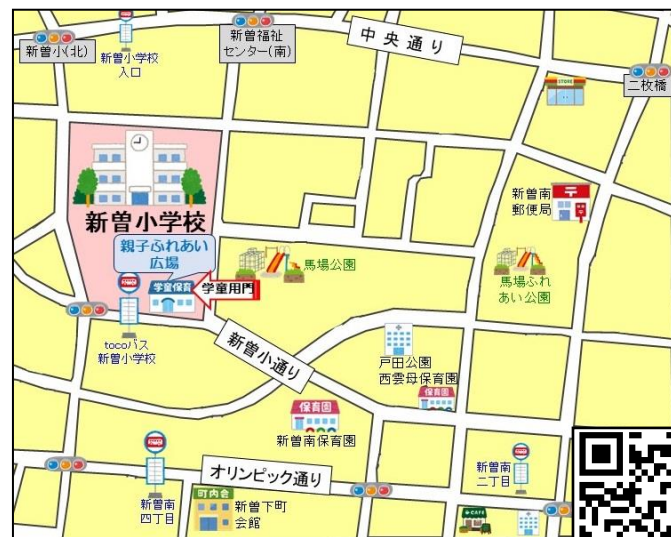 新曽小(北)
新曽小学校
入口
新曽福祉
センター(南)
中央通り
二枚橋
STORE
新曽小学校
親子ふれあい
広場
学童保育
学童用門
馬場公園
新曽南
郵便局
馬場ふれ
あい公園
tocoバス
新曽小学校
新曽小通り
戸田公園
西雲母保育園
保育園
保育園
新曽南保育園
オリンピック通り
新曽南
四丁目
町内会
新曽下町
会館
新曽南
二丁目
CAFE